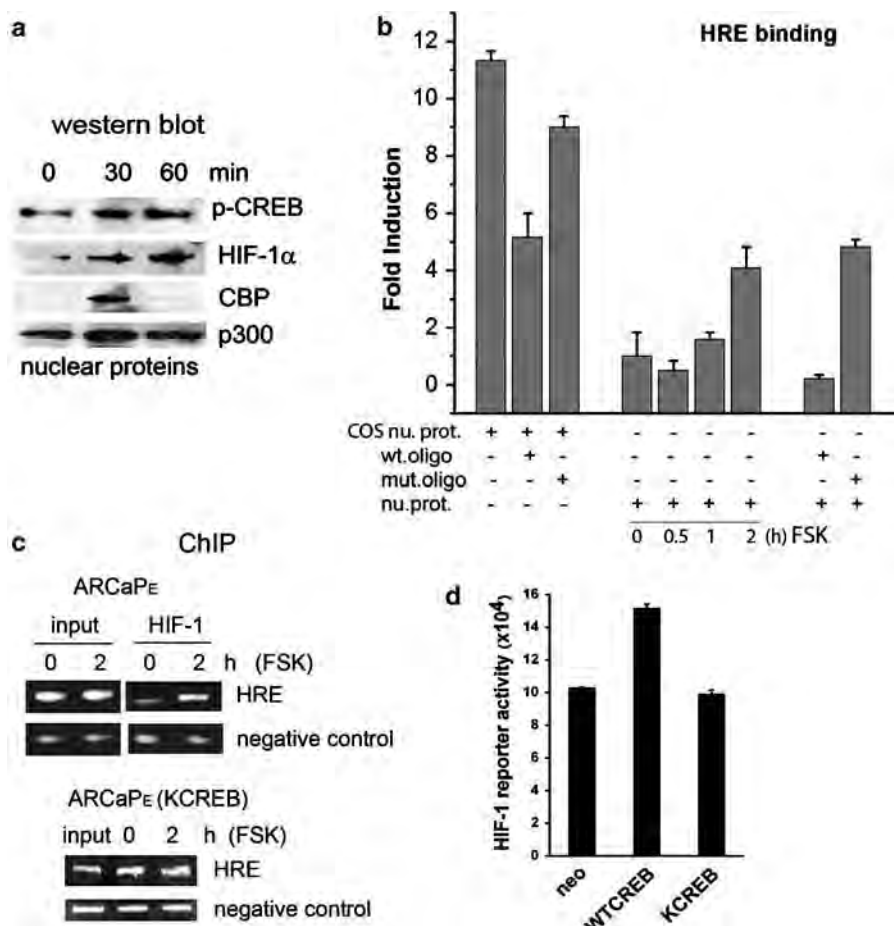 a
western blot
0 30 60 min
p-CREB
HIF-1α
CBP
p300
nuclear proteins
b
HRE binding
Fold Induction
12
10
8
6
4
2
0
COS nu. prot. + + + - - - - - -
wt.oligo - + - - - - - + -
mut.oligo - - + - - - - - +
nu.prot. - - - + + + + + +
0 0.5 1 2 (h) FSK
c
ChIP
ARCaPE
input HIF-1
0 2 0 2 h (FSK)
HRE
negative control
ARCaPE (KCREB)
input 0 2 h (FSK)
HRE
negative control
d
HIF-1 reporter activity (x10⁴)
16
14
12
10
8
6
4
2
0
neo WTCREB KCREB